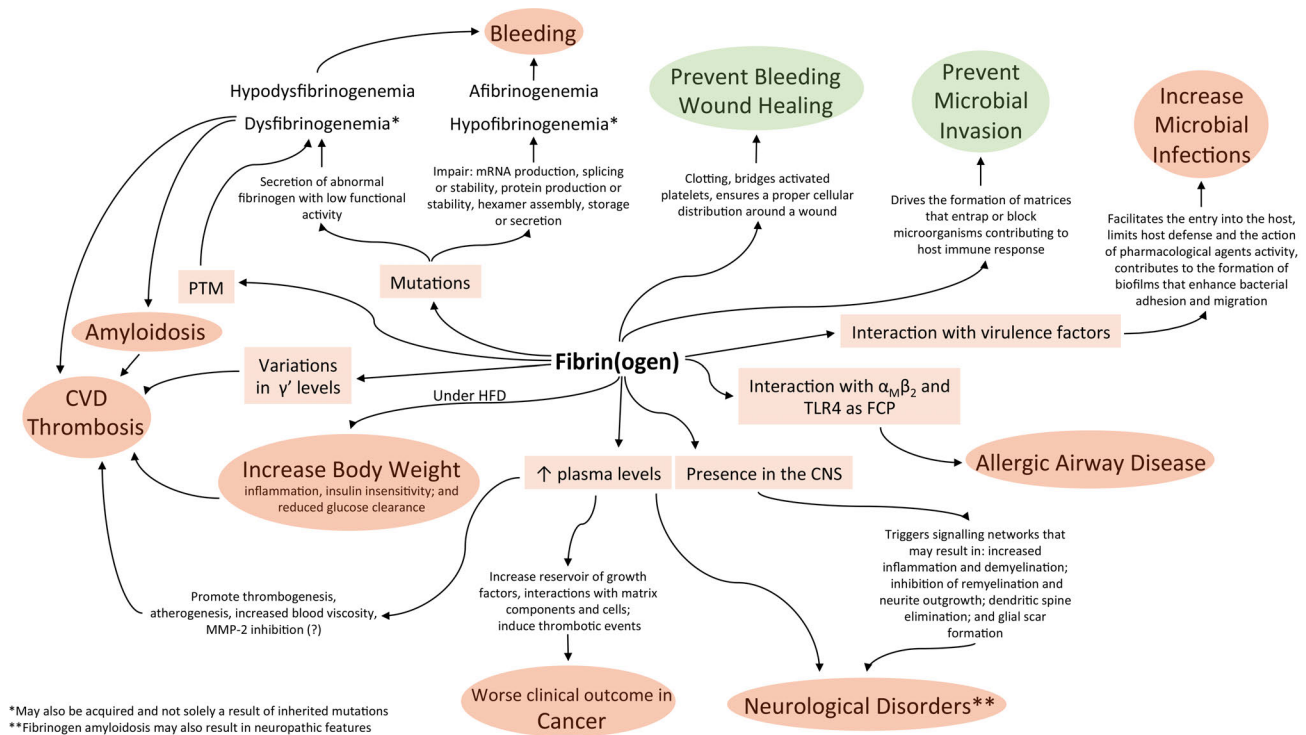 Bleeding
Hypodysfibrinogenemia
Dysfibrinogenemia*
Afibrinogenemia
Hypofibrinogenemia*
Prevent Bleeding
Wound Healing
Prevent
Microbial
Invasion
Increase
Microbial
Infections
Secretion of abnormal
fibrinogen with low functional
activity
Impair: mRNA production, splicing
or stability, protein production or
stability, hexamer assembly, storage
or secretion
Clotting, bridges activated
platelets, ensures a proper cellular
distribution around a wound
Drives the formation of matrices
that entrap or block
microorganisms contributing to
host immune response
Facilitates the entry into the host,
limits host defense and the action
of pharmacological agents activity,
contributes to the formation of
biofilms that enhance bacterial
adhesion and migration
PTM
Mutations
Amyloidosis
Interaction with virulence factors
Fibrin(ogen)
Variations
in γ’ levels
Interaction with αMβ2 and
TLR4 as FCP
CVD
Thrombosis
Under HFD
Increase Body Weight
inflammation, insulin insensitivity; and
reduced glucose clearance
↑ plasma levels
Presence in the CNS
Allergic Airway Disease
Triggers signalling networks that
may result in: increased
inflammation and demyelination;
inhibition of remyelination and
neurite outgrowth; dendritic spine
elimination; and glial scar
formation
Increase reservoir of growth
factors, interactions with matrix
components and cells;
induce thrombotic events
Promote thrombogenesis,
atherogenesis, increased blood viscosity,
MMP-2 inhibition (?)
Worse clinical outcome in
Cancer
Neurological Disorders**
*May also be acquired and not solely a result of inherited mutations
**Fibrinogen amyloidosis may also result in neuropathic features